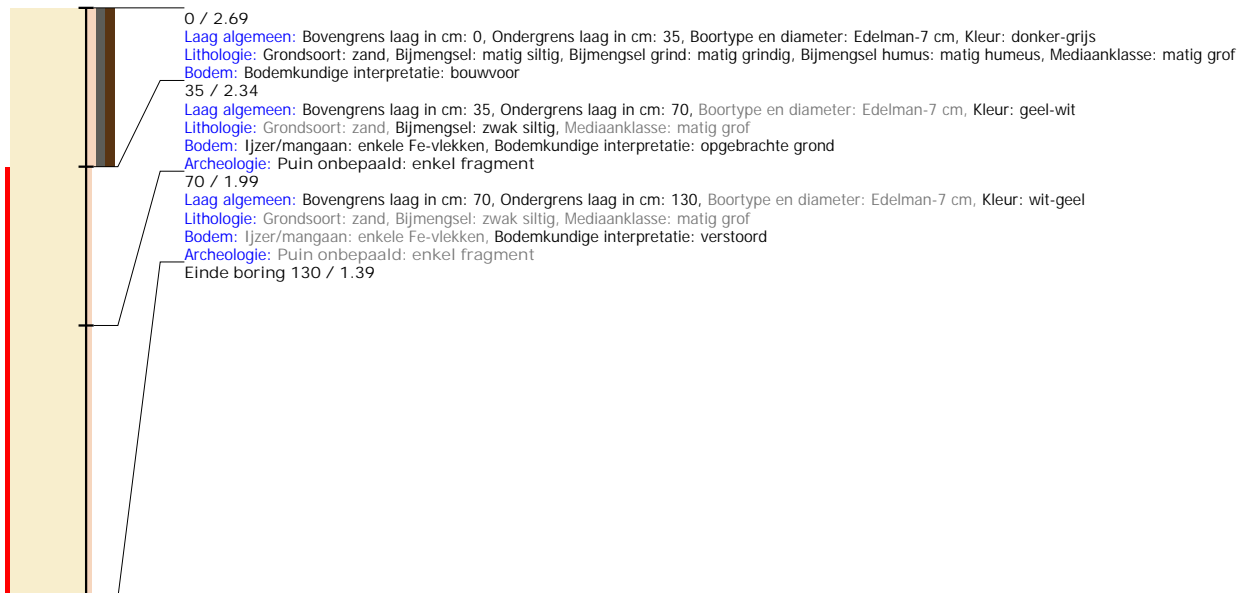 0 / 2.69
Laag algemeen: Bovengrens laag in cm: 0, Ondergrens laag in cm: 35, Boortype en diameter: Edelman-7 cm, Kleur: donker-grijs
Lithologie: Grondsoort: zand, Bijmengsel: matig siltig, Bijmengsel grind: matig grindig, Bijmengsel humus: matig humeus, Mediaanklasse: matig grof
Bodem: Bodemkundige interpretatie: bouwvoor
35 / 2.34
Laag algemeen: Bovengrens laag in cm: 35, Ondergrens laag in cm: 70, Boortype en diameter: Edelman-7 cm, Kleur: geel-wit
Lithologie: Grondsoort: zand, Bijmengsel: zwak siltig, Mediaanklasse: matig grof
Bodem: Ijzer/mangaan: enkele Fe-vlekken, Bodemkundige interpretatie: opgebrachte grond
Archeologie: Puin onbepaald: enkel fragment
70 / 1.99
Laag algemeen: Bovengrens laag in cm: 70, Ondergrens laag in cm: 130, Boortype en diameter: Edelman-7 cm, Kleur: wit-geel
Lithologie: Grondsoort: zand, Bijmengsel: zwak siltig, Mediaanklasse: matig grof
Bodem: Ijzer/mangaan: enkele Fe-vlekken, Bodemkundige interpretatie: verstoord
Archeologie: Puin onbepaald: enkel fragment
Einde boring 130 / 1.39